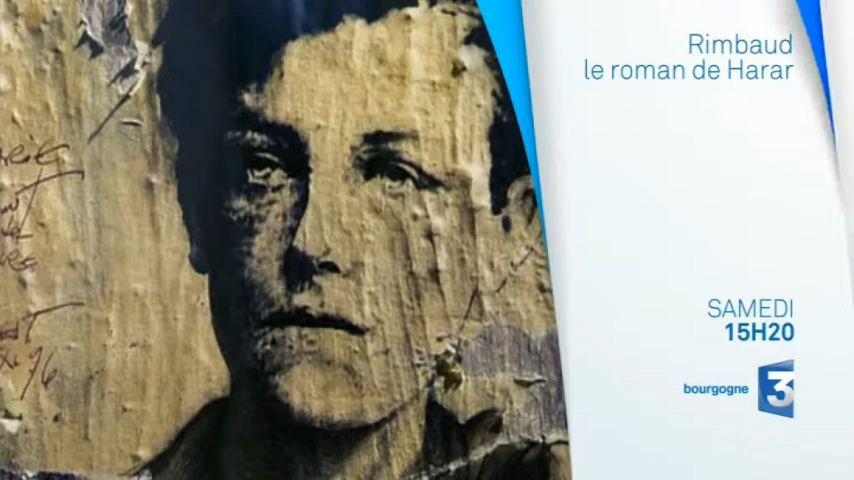 Rimbaud
le roman de Harar
SAMEDI
15H20
bourgogne 3